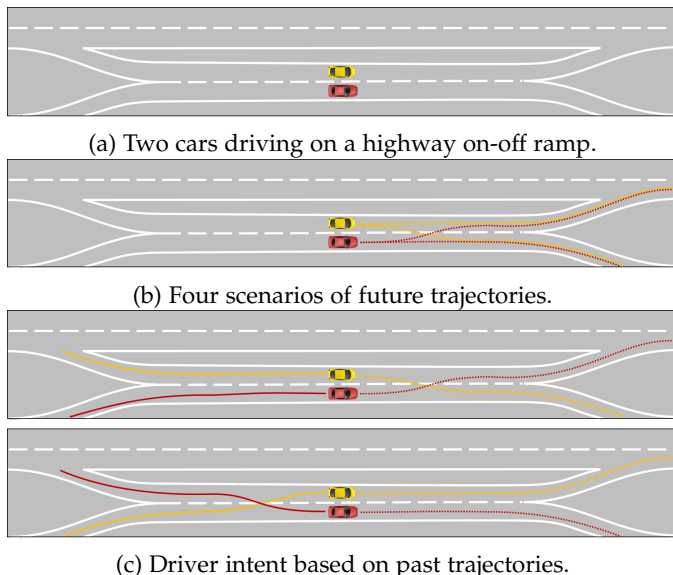 (a) Two cars driving on a highway on-off ramp.
(b) Four scenarios of future trajectories.
(c) Driver intent based on past trajectories.